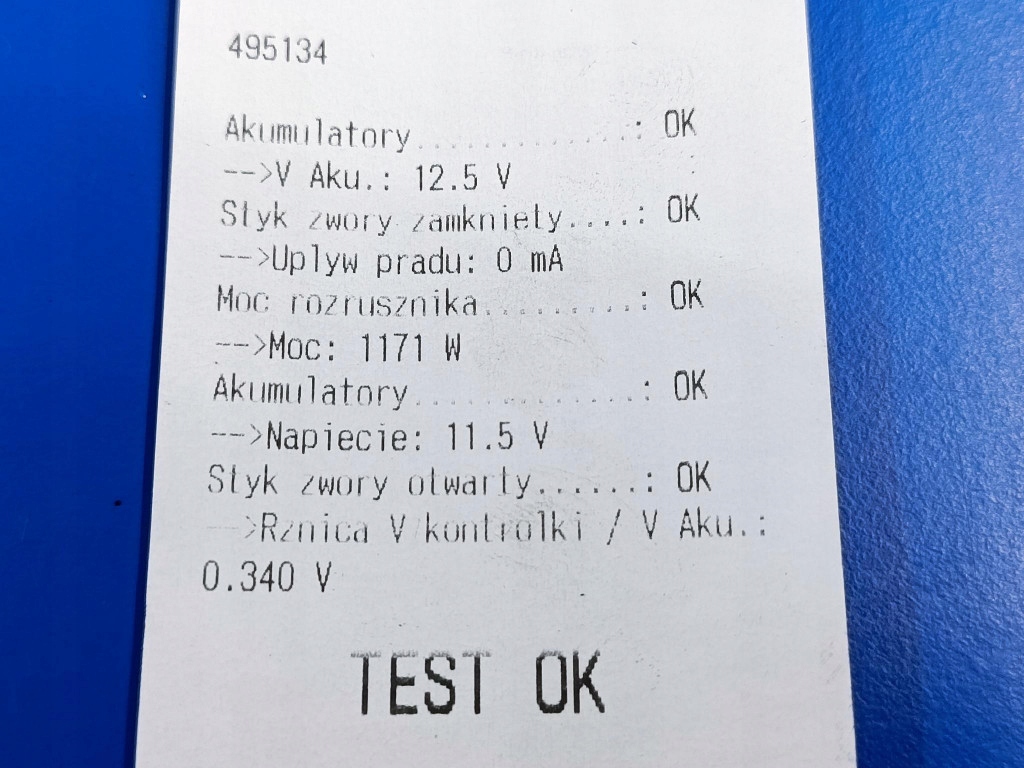 495134
Akumulatory..............: OK
-->V Aku.: 12.5 V
Styk zwory zamkniety....: OK
-->Uplyw pradu: 0 mA
Moc rozrusznika..........: OK
-->Moc: 1171 W
Akumulatory..............: OK
-->Napiecie: 11.5 V
Styk zwory otwarty......: OK
-->Rznica V kontrolki / V Aku.:
0.340 V
TEST OK